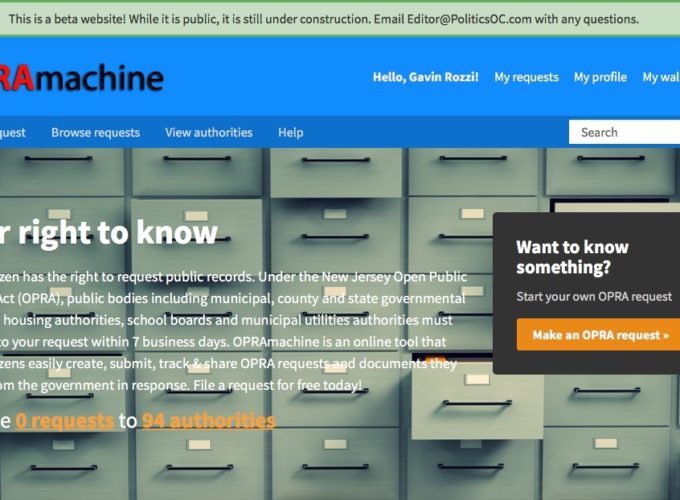 This is a beta website! While it is public, it is still under construction. Email Editor@PoliticsOC.com with any questions.
RAmachine
Hello, Gavin Rozzi! My requests My profile My wal
quest Browse requests View authorities Help Search
r right to know
zen has the right to request public records. Under the New Jersey Open Public
Act (OPRA), public bodies including municipal, county and state governmental
housing authorities, school boards and municipal utilities authorities must
to your request within 7 business days. OPRAmachine is an online tool that
izens easily create, submit, track & share OPRA requests and documents they
om the government in response. File a request for free today!
e 0 requests to 94 authorities
Want to know
something?
Start your own OPRA request
Make an OPRA request »